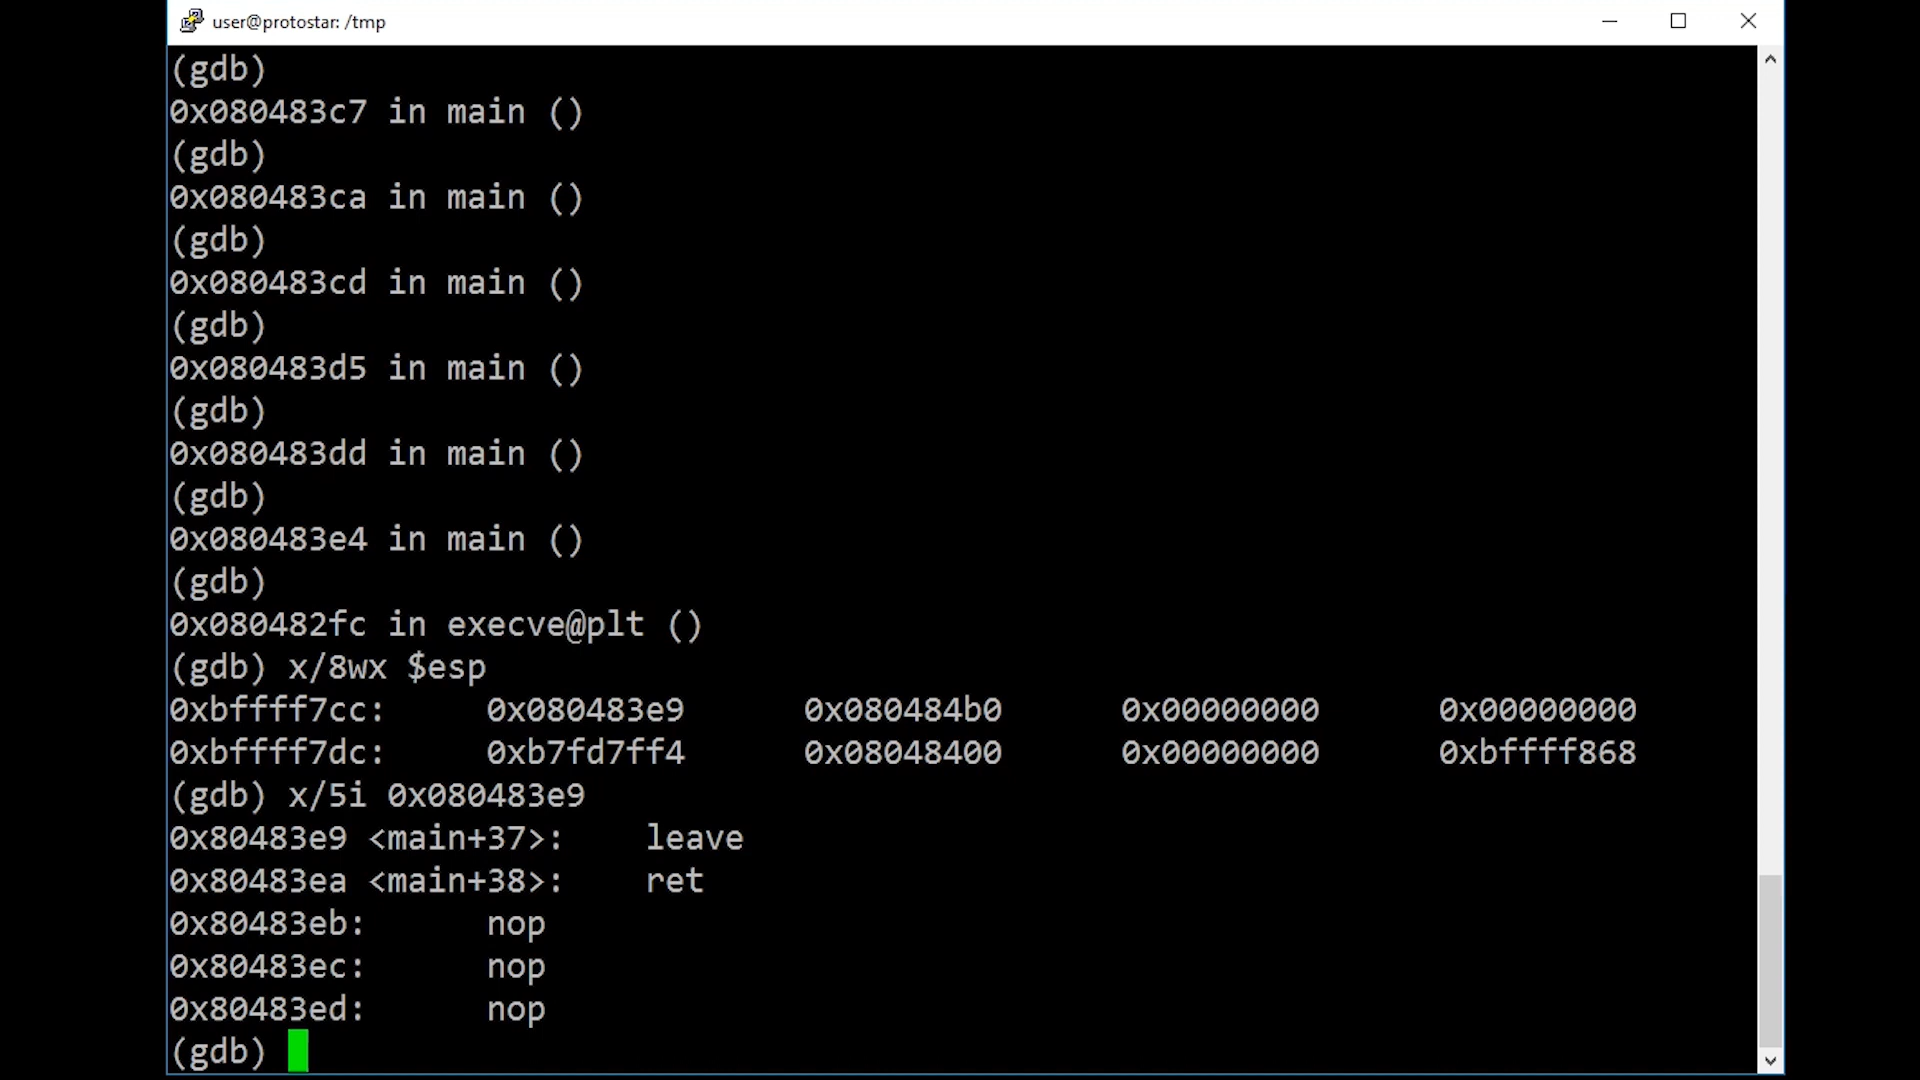 user@protostar: /tmp
(gdb)
0x080483c7 in main ()
(gdb)
0x080483ca in main ()
(gdb)
0x080483cd in main ()
(gdb)
0x080483d5 in main ()
(gdb)
0x080483dd in main ()
(gdb)
0x080483e4 in main ()
(gdb)
0x080482fc in execve@plt ()
(gdb) x/8wx $esp
0xbffff7cc: 0x080483e9 0x080484b0 0x00000000 0x00000000
0xbffff7dc: 0xb7fd7ff4 0x08048400 0x00000000 0xbffff868
(gdb) x/5i 0x080483e9
0x80483e9 <main+37>: leave
0x80483ea <main+38>: ret
0x80483eb: nop
0x80483ec: nop
0x80483ed: nop
(gdb)